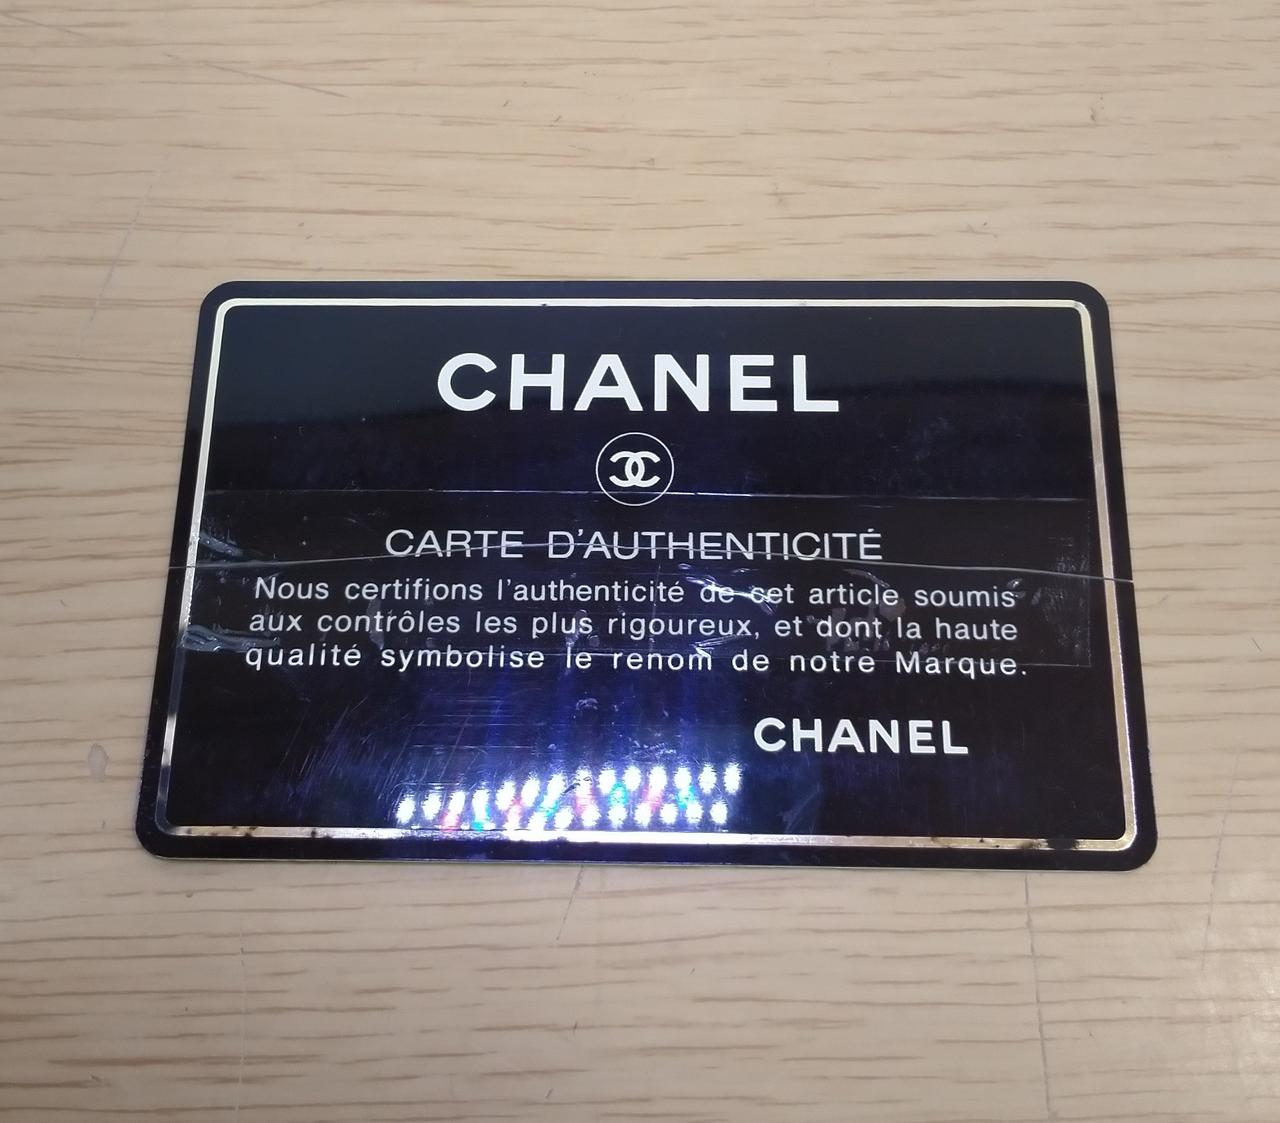 CHANEL
CARTE D'AUTHENTICITÉ
Nous certifions l'authenticité de cet article soumis
aux contrôles les plus rigoureux, et dont la haute
qualité symbolise le renom de notre Marque.
CHANEL